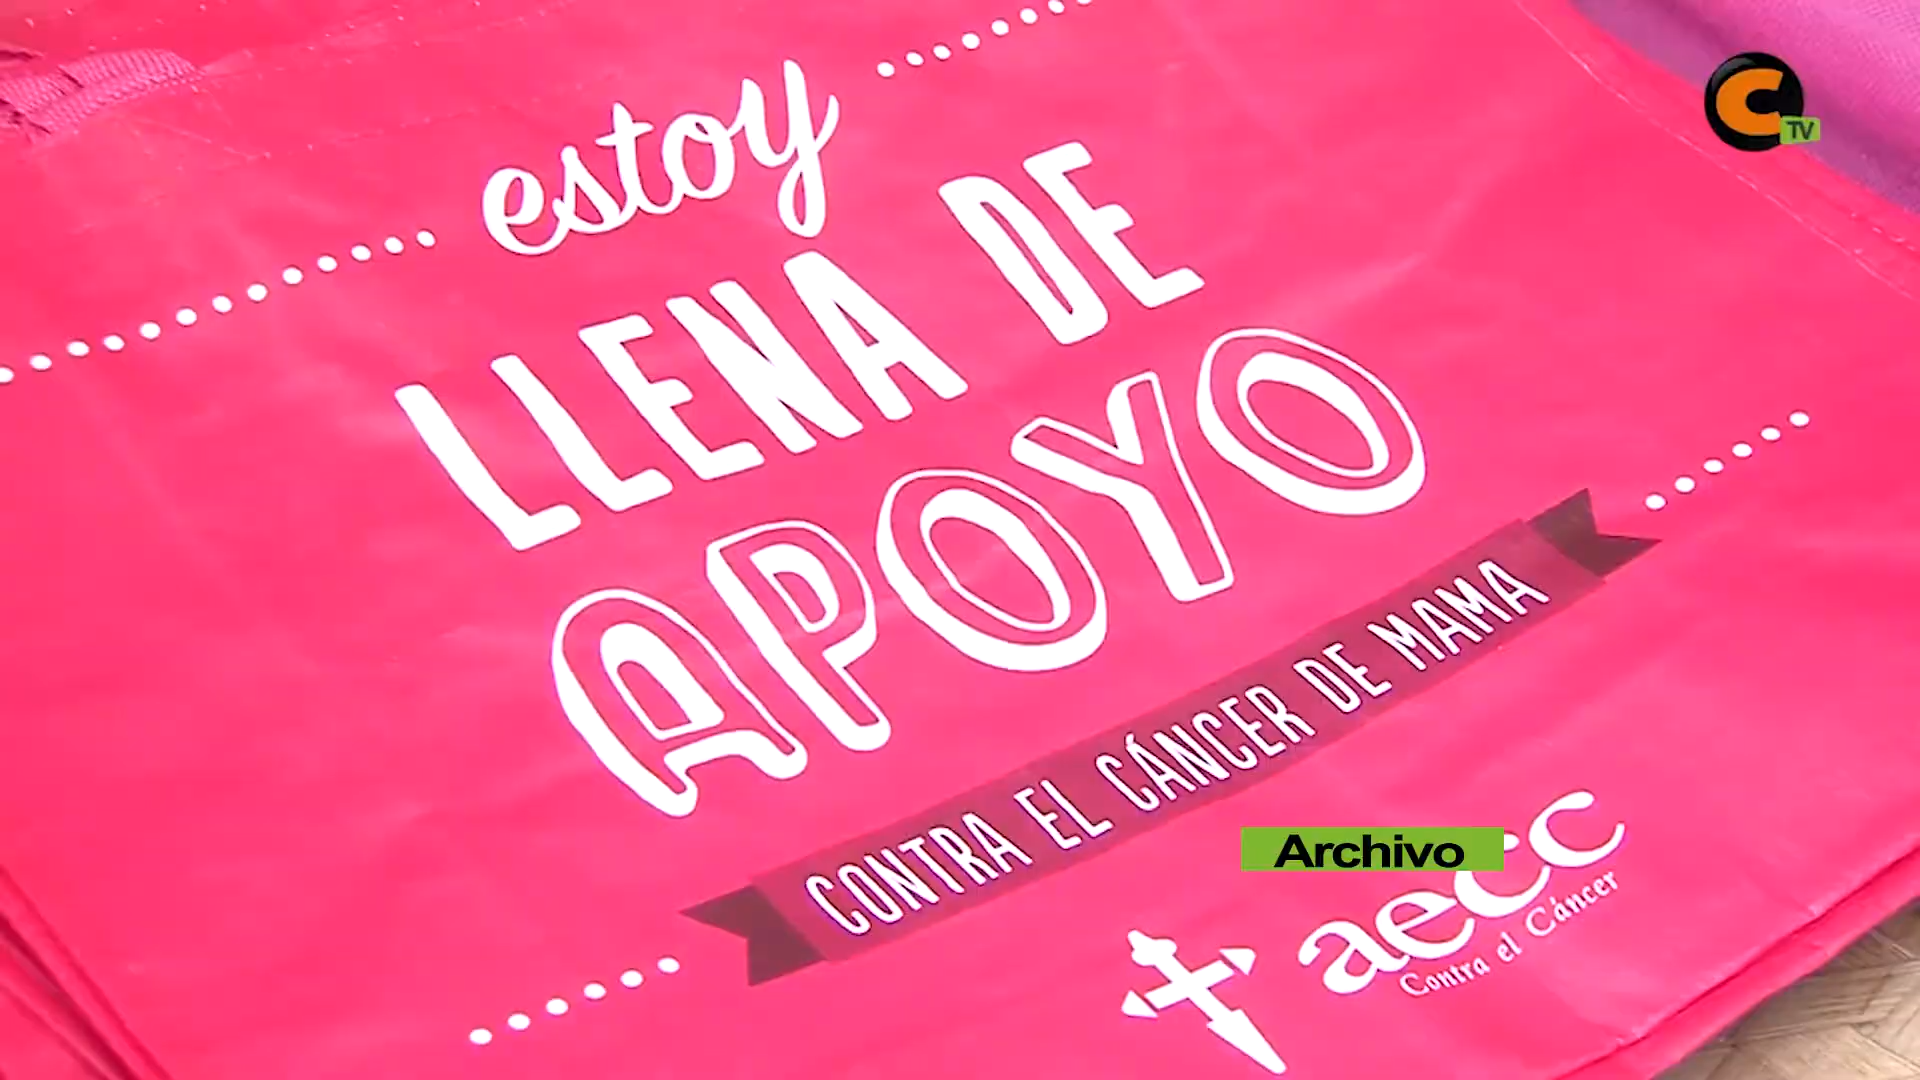 estoy
LLENA DE
APOYO
CONTRA EL CÁNCER DE MAMA
aecc
Contra el Cáncer
Archivo
C TV